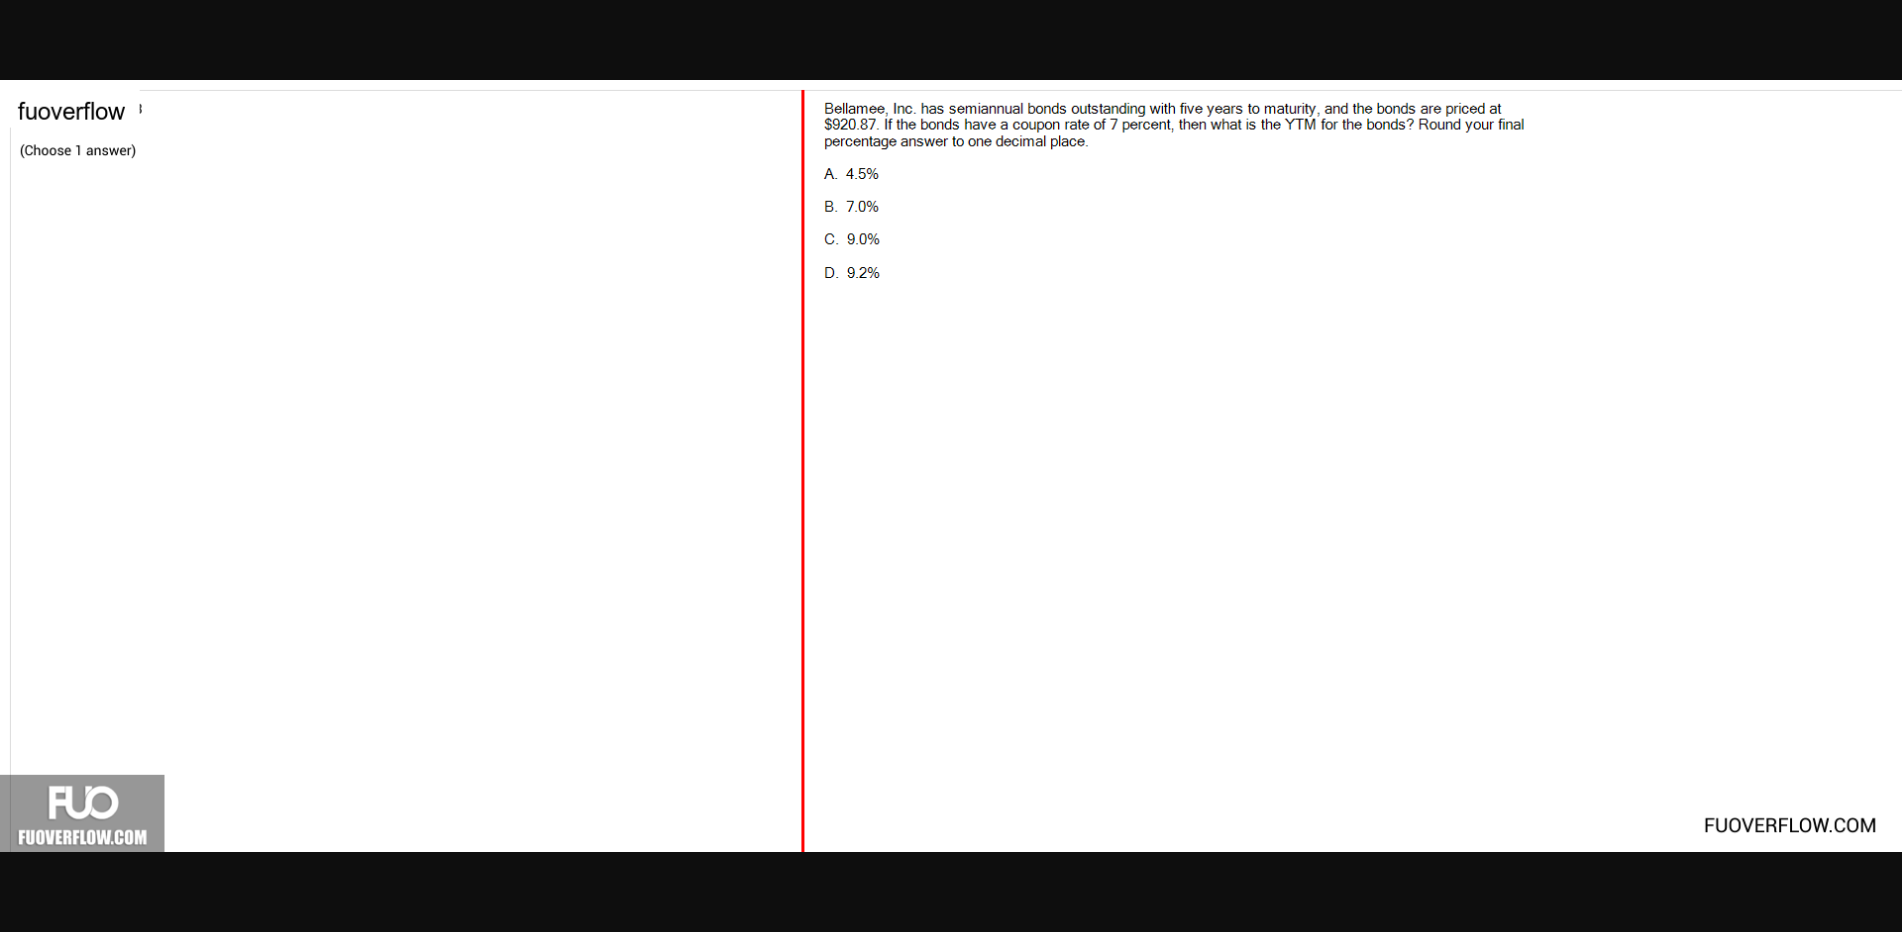 fuoverflow
(Choose 1 answer)
Bellamee, Inc. has semiannual bonds outstanding with five years to maturity, and the bonds are priced at
$920.87. If the bonds have a coupon rate of 7 percent, then what is the YTM for the bonds? Round your final
percentage answer to one decimal place.
A. 4.5%
B. 7.0%
C. 9.0%
D. 9.2%
FUO
FUOVERFLOW.COM
FUOVERFLOW.COM